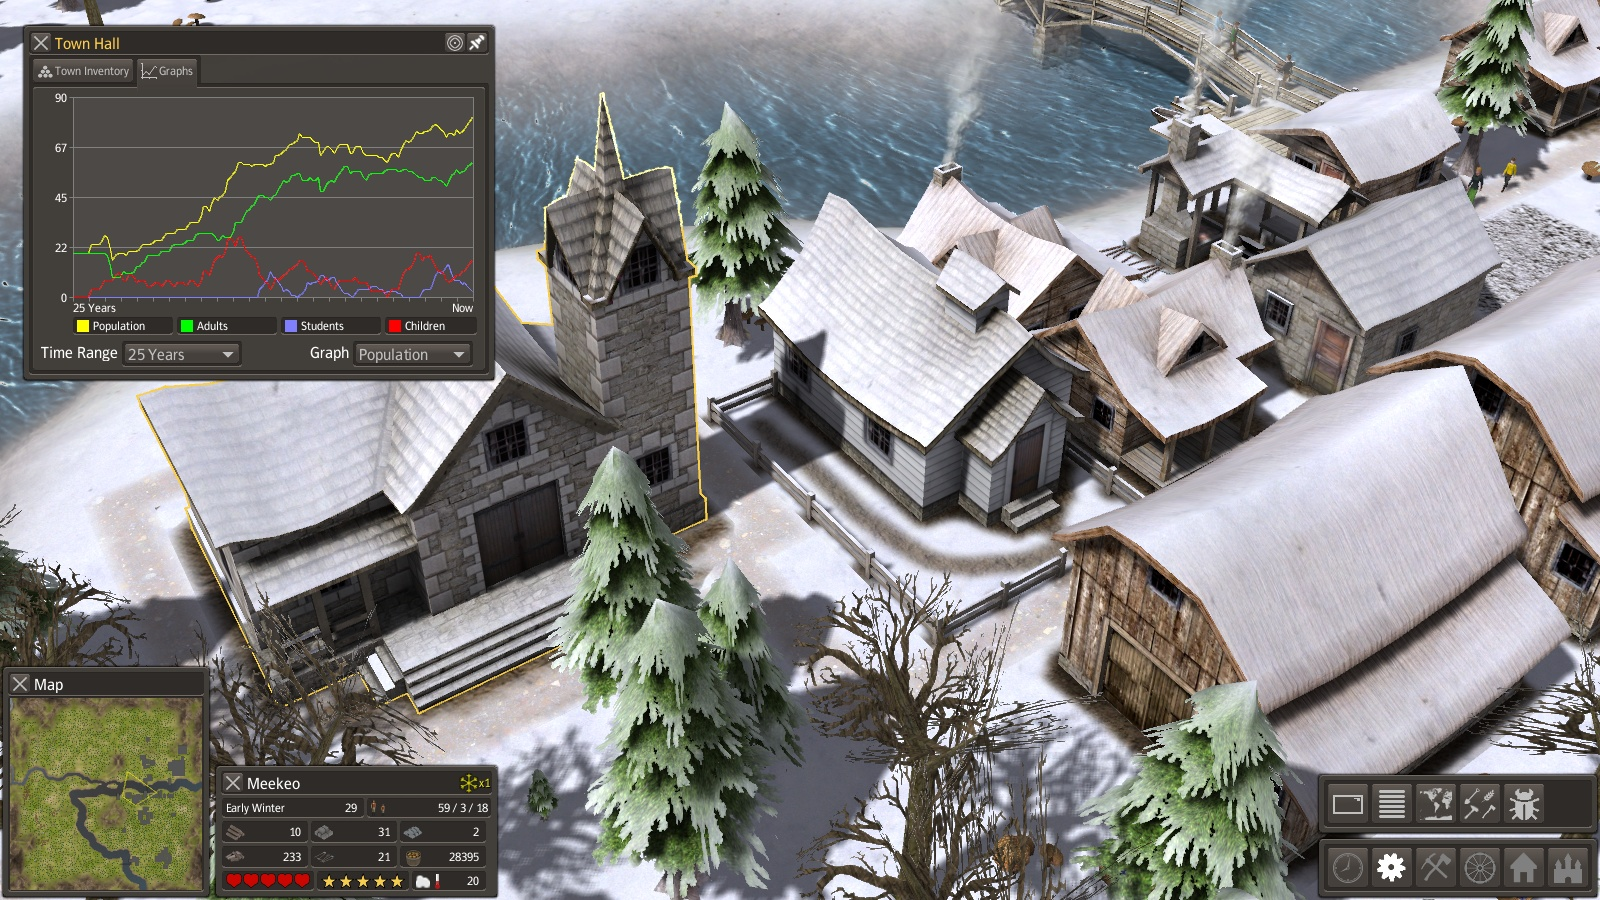 Town Hall
Town Inventory Graphs
90
67
45
22
0
25 Years Now
Population Adults Students Children
Time Range 25 Years Graph Population
Map
Meekeo x1
Early Winter 29 59 / 3 / 18
10 31 2
233 21 28395
20